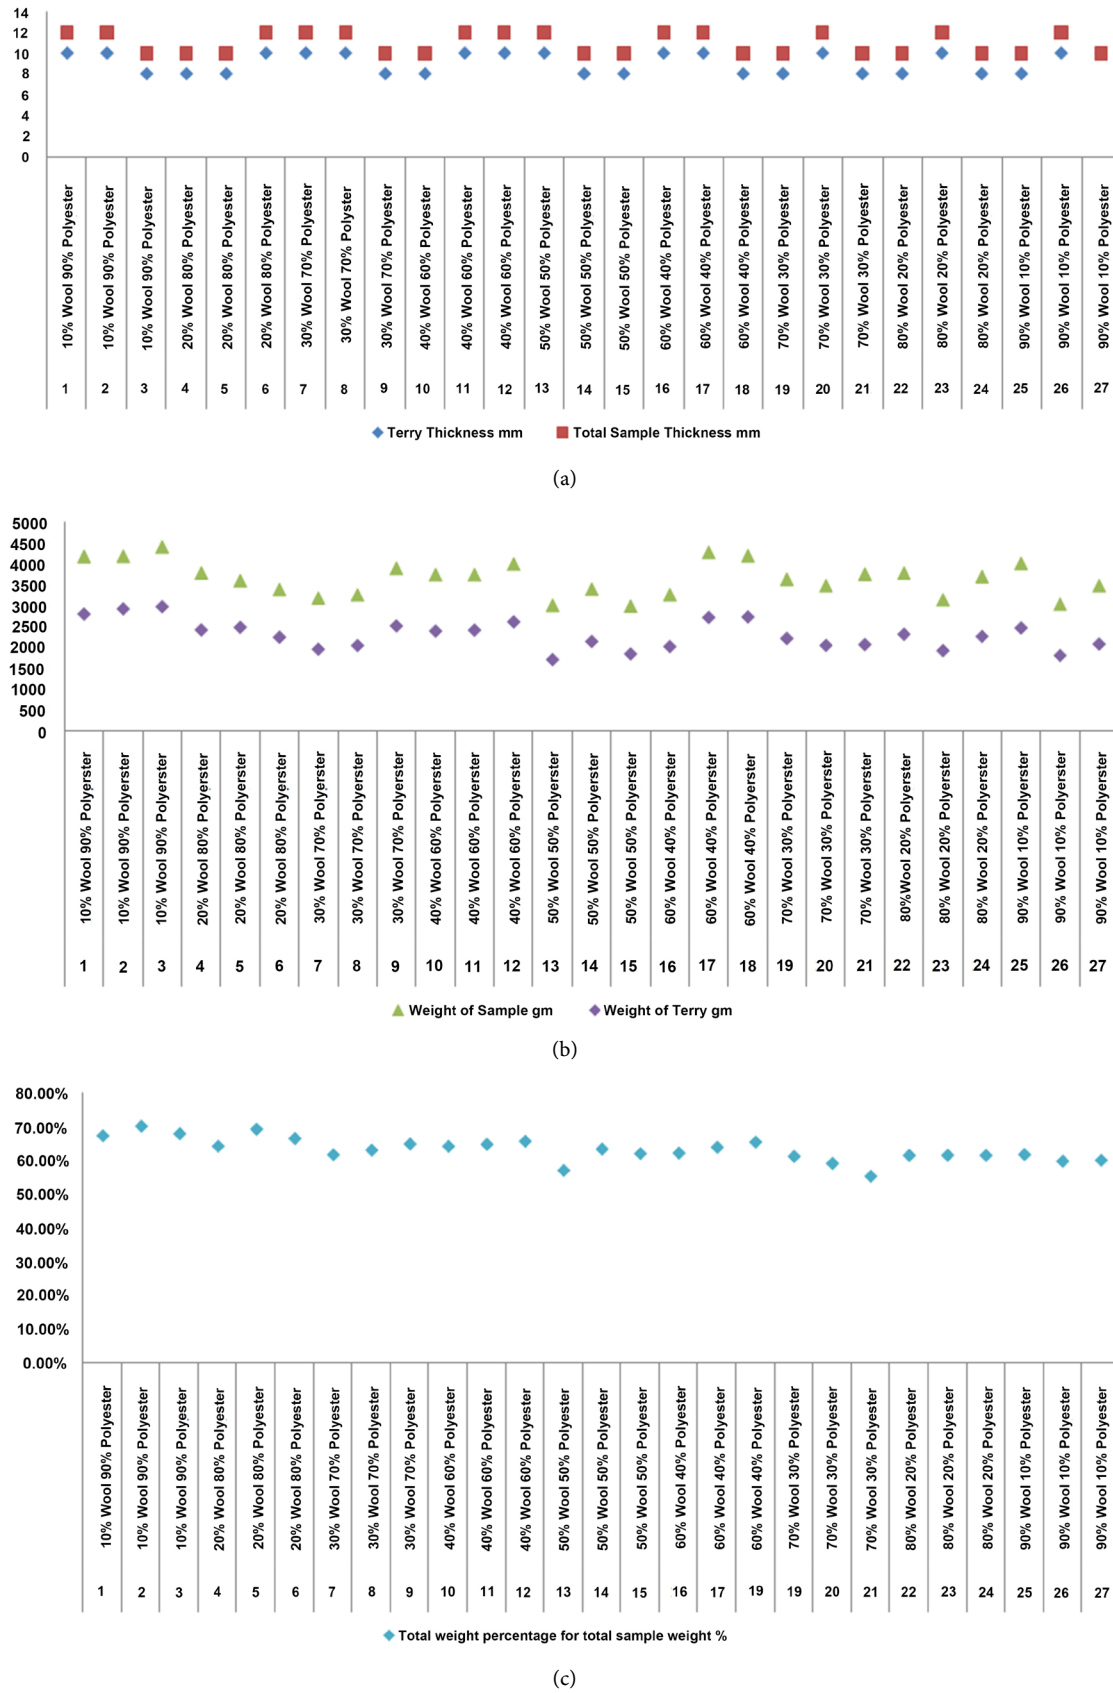 14
12
10
8
6
4
2
0
10% Wool 90% Polyester
10% Wool 90% Polyester
10% Wool 90% Polyester
20% Wool 80% Polyester
20% Wool 80% Polyester
20% Wool 80% Polyester
30% Wool 70% Polyester
30% Wool 70% Polyster
30% Wool 70% Polyester
40% Wool 60% Polyester
40% Wool 60% Polyester
40% Wool 60% Polyester
50% Wool 50% Polyester
50% Wool 50% Polyester
50% Wool 50% Polyester
60% Wool 40% Polyester
60% Wool 40% Polyester
60% Wool 40% Polyester
70% Wool 30% Polyester
70% Wool 30% Polyester
70% Wool 30% Polyester
80% Wool 20% Polyester
80% Wool 20% Polyester
80% Wool 20% Polyester
90% Wool 10% Polyester
90% Wool 10% Polyester
90% Wool 10% Polyester
1 2 3 4 5 6 7 8 9 10 11 12 13 14 15 16 17 18 19 20 21 22 23 24 25 26 27
Terry Thickness mm Total Sample Thickness mm
(a)
5000
4500
4000
3500
3000
2500
2000
1500
1000
500
0
10% Wool 90% Polyerster
10% Wool 90% Polyerster
10% Wool 90% Polyerster
20% Wool 80% Polyerster
20% Wool 80% Polyerster
20% Wool 80% Polyerster
30% Wool 70% Polyerster
30% Wool 70% Polyerster
30% Wool 70% Polyerster
40% Wool 60% Polyerster
40% Wool 60% Polyerster
40% Wool 60% Polyerster
50% Wool 50% Polyerster
50% Wool 50% Polyerster
50% Wool 50% Polyerster
60% Wool 40% Polyerster
60% Wool 40% Polyerster
60% Wool 40% Polyerster
70% Wool 30% Polyerster
70% Wool 30% Polyerster
70% Wool 30% Polyerster
80%Wool 20% Polyerster
80% Wool 20% Polyerster
80% Wool 20% Polyerster
90% Wool 10% Polyerster
90% Wool 10% Polyerster
90% Wool 10% Polyerster
1 2 3 4 5 6 7 8 9 10 11 12 13 14 15 16 17 18 19 20 21 22 23 24 25 26 27
Weight of Sample gm Weight of Terry gm
(b)
80.00%
70.00%
60.00%
50.00%
40.00%
30.00%
20.00%
10.00%
0.00%
10% Wool 90% Polyester
10% Wool 90% Polyester
10% Wool 90% Polyester
20% Wool 80% Polyester
20% Wool 80% Polyester
20% Wool 80% Polyester
30% Wool 70% Polyester
30% Wool 70% Polyester
30% Wool 70% Polyester
40% Wool 60% Polyester
40% Wool 60% Polyester
40% Wool 60% Polyester
50% Wool 50% Polyester
50% Wool 50% Polyester
50% Wool 50% Polyester
60% Wool 40% Polyester
60% Wool 40% Polyester
60% Wool 40% Polyester
70% Wool 30% Polyester
70% Wool 30% Polyester
70% Wool 30% Polyester
80% Wool 20% Polyester
80% Wool 20% Polyester
80% Wool 20% Polyester
90% Wool 10% Polyester
90% Wool 10% Polyester
90% Wool 10% Polyester
1 2 3 4 5 6 7 8 9 10 11 12 13 14 15 16 17 19 19 20 21 22 23 24 25 26 27
Total weight percentage for total sample weight %
(c)